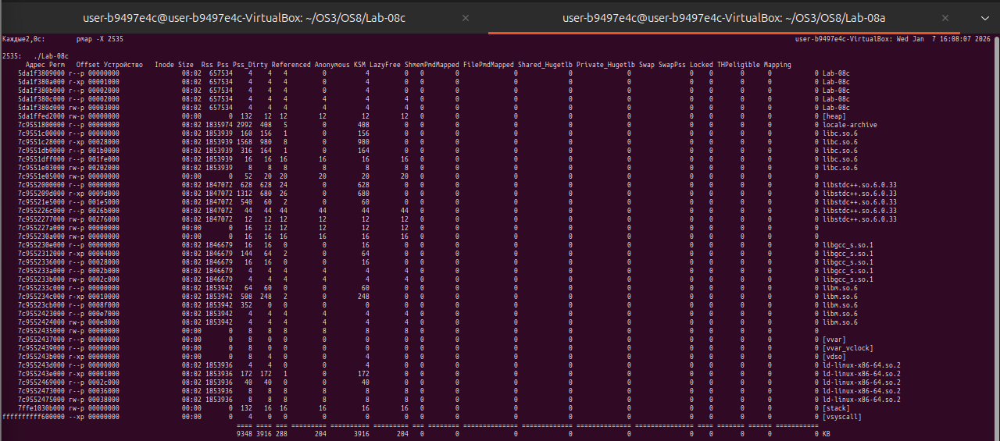 user-b9497e4c@user-b9497e4c-VirtualBox: ~/OS3/OS8/Lab-08c × user-b9497e4c@user-b9497e4c-VirtualBox: ~/OS3/OS8/Lab-08a ×
Каждые2,0с: pmap -X 2535 user-b9497e4c-VirtualBox: Wed Jan 7 16:08:07 2026
2535: ./Lab-08c
Адрес Perm Offset Устройство Inode Size Rss Pss Pss_Dirty Referenced Anonymous KSM LazyFree ShmemPmdMapped FilePmdMapped Shared_Hugetlb Private_Hugetlb Swap SwapPss Locked THPeligible Mapping
5da1f3809000 r--p 00000000 08:02 657534 4 4 4 0 4 0 0 0 0 0 0 0 0 0 0 0 0 Lab-08c
5da1f380a000 r-xp 00001000 08:02 657534 4 4 4 0 4 0 0 0 0 0 0 0 0 0 0 0 0 Lab-08c
5da1f380b000 r--p 00002000 08:02 657534 4 4 4 0 4 0 0 0 0 0 0 0 0 0 0 0 0 Lab-08c
5da1f380c000 r--p 00002000 08:02 657534 4 4 4 4 4 4 0 0 0 0 0 0 0 0 0 0 0 Lab-08c
5da1f380d000 rw-p 00003000 08:02 657534 4 4 4 4 4 4 0 0 0 0 0 0 0 0 0 0 0 Lab-08c
5da1ffed2000 rw-p 00000000 00:00 0 132 12 12 12 12 12 0 0 0 0 0 0 0 0 0 0 0 [heap]
7c9551800000 r--p 00000000 08:02 1835974 2992 408 5 0 408 0 0 0 0 0 0 0 0 0 0 0 0 locale-archive
7c9551c00000 r--p 00000000 08:02 1853939 160 156 1 0 156 0 0 0 0 0 0 0 0 0 0 0 0 libc.so.6
7c9551c28000 r-xp 00028000 08:02 1853939 1568 980 8 0 980 0 0 0 0 0 0 0 0 0 0 0 0 libc.so.6
7c9551db0000 r--p 001b0000 08:02 1853939 316 164 1 0 164 0 0 0 0 0 0 0 0 0 0 0 0 libc.so.6
7c9551dff000 r--p 001fe000 08:02 1853939 16 16 16 16 16 16 0 0 0 0 0 0 0 0 0 0 0 libc.so.6
7c9551e03000 rw-p 00202000 08:02 1853939 8 8 8 8 8 8 0 0 0 0 0 0 0 0 0 0 0 libc.so.6
7c9551e05000 rw-p 00000000 00:00 0 52 20 20 20 20 20 0 0 0 0 0 0 0 0 0 0 0
7c9552000000 r--p 00000000 08:02 1847072 628 628 24 0 628 0 0 0 0 0 0 0 0 0 0 0 0 libstdc++.so.6.0.33
7c955209d000 r-xp 0009d000 08:02 1847072 1312 680 26 0 680 0 0 0 0 0 0 0 0 0 0 0 0 libstdc++.so.6.0.33
7c95521e5000 r--p 001e5000 08:02 1847072 540 60 2 0 60 0 0 0 0 0 0 0 0 0 0 0 0 libstdc++.so.6.0.33
7c955226c000 r--p 0026b000 08:02 1847072 44 44 44 44 44 44 0 0 0 0 0 0 0 0 0 0 0 libstdc++.so.6.0.33
7c9552277000 rw-p 00276000 08:02 1847072 12 12 12 12 12 12 0 0 0 0 0 0 0 0 0 0 0 libstdc++.so.6.0.33
7c955227a000 rw-p 00000000 00:00 0 16 12 12 12 12 12 0 0 0 0 0 0 0 0 0 0 0
7c955230a000 rw-p 00000000 00:00 0 16 16 16 16 16 16 0 0 0 0 0 0 0 0 0 0 0
7c955230e000 r--p 00000000 08:02 1846679 16 16 0 0 16 0 0 0 0 0 0 0 0 0 0 0 0 libgcc_s.so.1
7c9552312000 r-xp 00004000 08:02 1846679 144 64 2 0 64 0 0 0 0 0 0 0 0 0 0 0 0 libgcc_s.so.1
7c9552336000 r--p 00028000 08:02 1846679 16 16 0 0 16 0 0 0 0 0 0 0 0 0 0 0 0 libgcc_s.so.1
7c955233a000 r--p 0002b000 08:02 1846679 4 4 4 4 4 4 0 0 0 0 0 0 0 0 0 0 0 libgcc_s.so.1
7c955233b000 rw-p 0002c000 08:02 1846679 4 4 4 4 4 4 0 0 0 0 0 0 0 0 0 0 0 libgcc_s.so.1
7c955233c000 r--p 00000000 08:02 1853942 64 60 0 0 60 0 0 0 0 0 0 0 0 0 0 0 0 libm.so.6
7c955234c000 r-xp 00010000 08:02 1853942 508 248 2 0 248 0 0 0 0 0 0 0 0 0 0 0 0 libm.so.6
7c95523cb000 r--p 0008f000 08:02 1853942 352 0 0 0 0 0 0 0 0 0 0 0 0 0 0 0 0 libm.so.6
7c9552423000 r--p 000e7000 08:02 1853942 4 4 4 4 4 4 0 0 0 0 0 0 0 0 0 0 0 libm.so.6
7c9552424000 rw-p 000e8000 08:02 1853942 4 4 4 4 4 4 0 0 0 0 0 0 0 0 0 0 0 libm.so.6
7c9552435000 rw-p 00000000 00:00 0 8 8 8 8 8 8 0 0 0 0 0 0 0 0 0 0 0
7c9552437000 r--p 00000000 00:00 0 8 0 0 0 0 0 0 0 0 0 0 0 0 0 0 0 0 [vvar]
7c9552439000 r--p 00000000 00:00 0 8 0 0 0 0 0 0 0 0 0 0 0 0 0 0 0 0 [vvar_vclock]
7c955243b000 r-xp 00000000 00:00 0 8 4 0 0 4 0 0 0 0 0 0 0 0 0 0 0 0 [vdso]
7c955243d000 r--p 00000000 08:02 1853936 4 4 0 0 4 0 0 0 0 0 0 0 0 0 0 0 0 ld-linux-x86-64.so.2
7c955243e000 r-xp 00001000 08:02 1853936 172 172 1 0 172 0 0 0 0 0 0 0 0 0 0 0 0 ld-linux-x86-64.so.2
7c9552469000 r--p 0002c000 08:02 1853936 40 40 0 0 40 0 0 0 0 0 0 0 0 0 0 0 0 ld-linux-x86-64.so.2
7c9552473000 r--p 00036000 08:02 1853936 8 8 8 8 8 8 0 0 0 0 0 0 0 0 0 0 0 ld-linux-x86-64.so.2
7c9552475000 rw-p 00038000 08:02 1853936 8 8 8 8 8 8 0 0 0 0 0 0 0 0 0 0 0 ld-linux-x86-64.so.2
7ffe1030b000 rw-p 00000000 00:00 0 132 16 16 16 16 16 0 0 0 0 0 0 0 0 0 0 0 [stack]
ffffffffff600000 --xp 00000000 00:00 0 4 0 0 0 0 0 0 0 0 0 0 0 0 0 0 0 0 [vsyscall]
==== ==== === ========= ========== ========= === ======== ============== ============= ============== =============== ==== ======= ====== =========== 
9348 3916 288 204 3916 204 0 0 0 0 0 0 0 0 0 0 0 KB